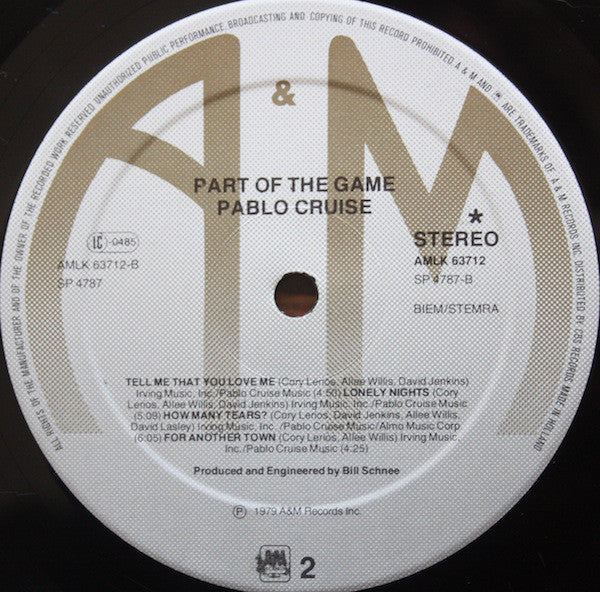 ALL RIGHTS OF THE MANUFACTURER AND OF THE OWNER OF THE RECORDED WORK RESERVED UNAUTHORIZED PUBLIC PERFORMANCE BROADCASTING AND COPYING OF THIS RECORD PROHIBITED. A & M AND ✳ ARE TRADEMARKS OF A & M RECORDS INC. DISTRIBUTED BY CBS RECORDS MADE IN HOLLAND
A & M
PART OF THE GAME
PABLO CRUISE
LC-0485
AMLK 63712-B
SP 4787
*
STEREO
AMLK 63712
SP 4787-B
BIEM/STEMRA
TELL ME THAT YOU LOVE ME (Cory Lerios, Allee Willis, David Jenkins)
Irving Music, Inc./Pablo Cruise Music (4:50) LONELY NIGHTS (Cory
Lerios, Allee Willis, David Jenkins) Irving Music, Inc./Pablo Cruise Music
(5:09) HOW MANY TEARS? (Cory Lerios, David Jenkins, Allee Willis,
David Lasley) Irving Music, Inc. /Pablo Cruise Music/Almo Music Corp.
(6:05) FOR ANOTHER TOWN (Cory Lerios, Allee Willis) Irving Music,
Inc./Pablo Cruise Music (4:25)
Produced and Engineered by Bill Schnee
Ⓟ 1979 A&M Records Inc.
A&M
2